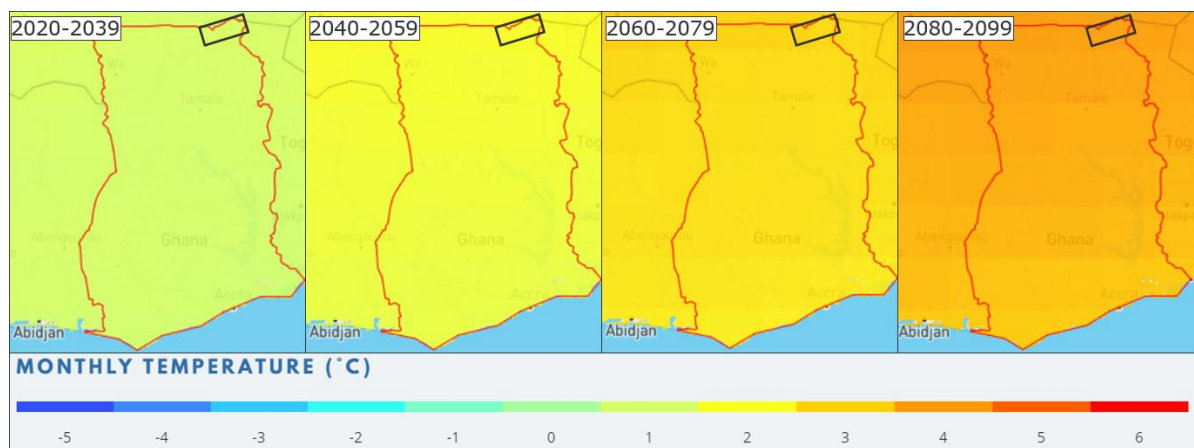 2020-2039
2040-2059
2060-2079
2080-2099
Wa
Wa
Wa
Wa
Tamale
Tamale
Tamale
Tamale
Tog
Tog
Tog
Tog
Ghana
Ghana
Ghana
Ghana
Accra
Accra
Accra
Accra
Abidjan
Abidjan
Abidjan
Abidjan
MONTHLY TEMPERATURE (°C)
-5 -4 -3 -2 -1 0 1 2 3 4 5 6